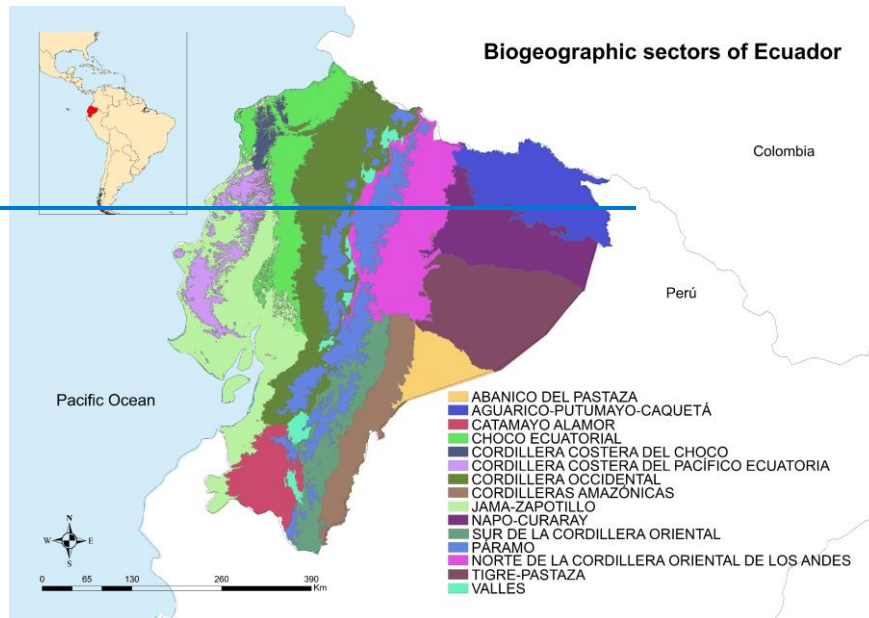 Biogeographic sectors of Ecuador
Colombia
Perú
Pacific Ocean
ABANICO DEL PASTAZA
AGUARICO-PUTUMAYO-CAQUETÁ
CATAMAYO ALAMOR
CHOCO ECUATORIAL
CORDILLERA COSTERA DEL CHOCO
CORDILLERA COSTERA DEL PACÍFICO ECUATORIA
CORDILLERA OCCIDENTAL
CORDILLERAS AMAZÓNICAS
JAMA-ZAPOTILLO
NAPO-CURARAY
SUR DE LA CORDILLERA ORIENTAL
PÁRAMO
NORTE DE LA CORDILLERA ORIENTAL DE LOS ANDES
TIGRE-PASTAZA
VALLES
N
W E
S
0 65 130 260 390
Km